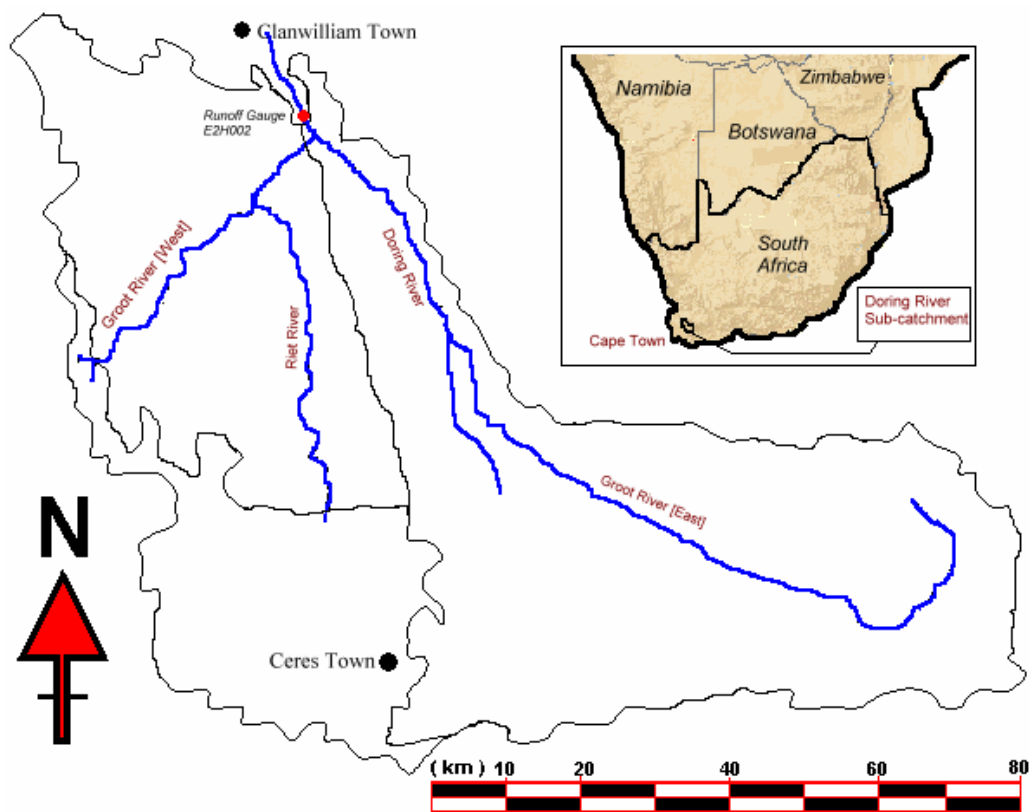 Clanwilliam Town
Runoff Gauge
E2H002
Groot River [West]
Riet River
Doring River
Groot River [East]
Ceres Town
N
Namibia
Zimbabwe
Botswana
South
Africa
Cape Town
Doring River
Sub-catchment
( km ) 10 20 40 60 80